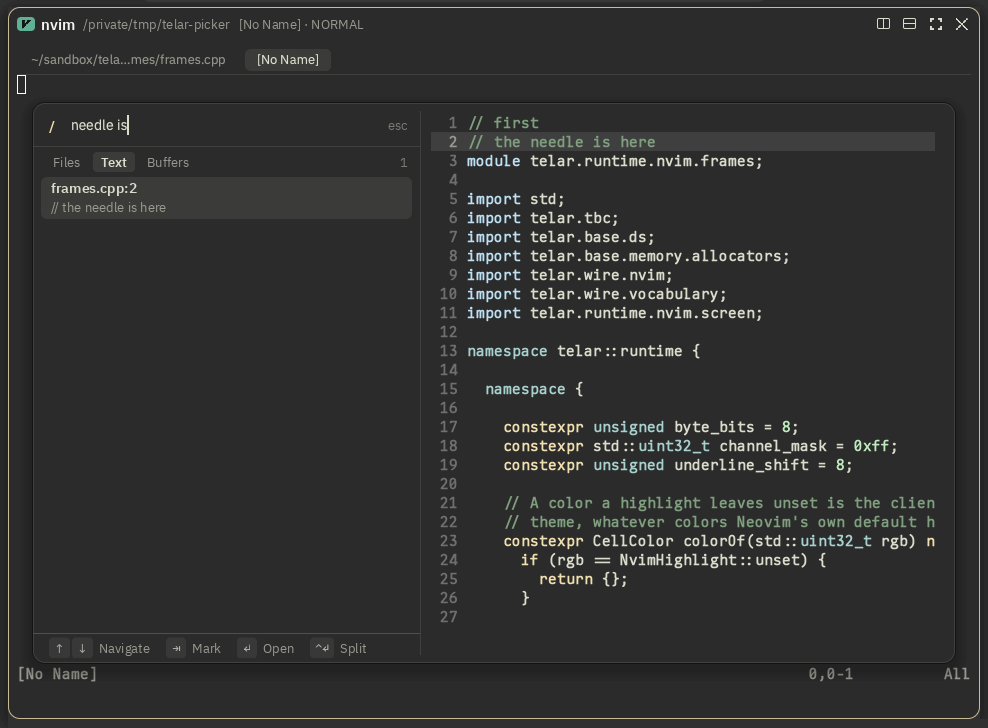 nvim /private/tmp/telar-picker [No Name] · NORMAL
~/sandbox/tela...mes/frames.cpp [No Name]
/ needle is esc
Files Text Buffers 1
frames.cpp:2
// the needle is here
↑ ↓ Navigate ⇥ Mark ↵ Open ^↵ Split
1 // first
2 // the needle is here
3 module telar.runtime.nvim.frames;
4
5 import std;
6 import telar.tbc;
7 import telar.base.ds;
8 import telar.base.memory.allocators;
9 import telar.wire.nvim;
10 import telar.wire.vocabulary;
11 import telar.runtime.nvim.screen;
12
13 namespace telar::runtime {
14
15 namespace {
16
17 constexpr unsigned byte_bits = 8;
18 constexpr std::uint32_t channel_mask = 0xff;
19 constexpr unsigned underline_shift = 8;
20
21 // A color a highlight leaves unset is the clien
22 // theme, whatever colors Neovim's own default h
23 constexpr CellColor colorOf(std::uint32_t rgb) n
24 if (rgb == NvimHighlight::unset) {
25 return {};
26 }
27
[No Name] 0,0-1 All